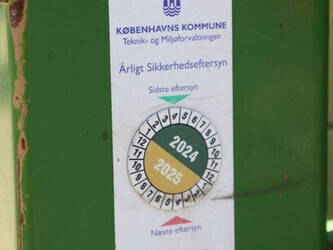 KØBENHAVNS KOMMUNE
Teknik- og Miljøforvaltningen
Årligt Sikkerhedseftersyn
Sidste eftersyn
2024
2025
Næste eftersyn